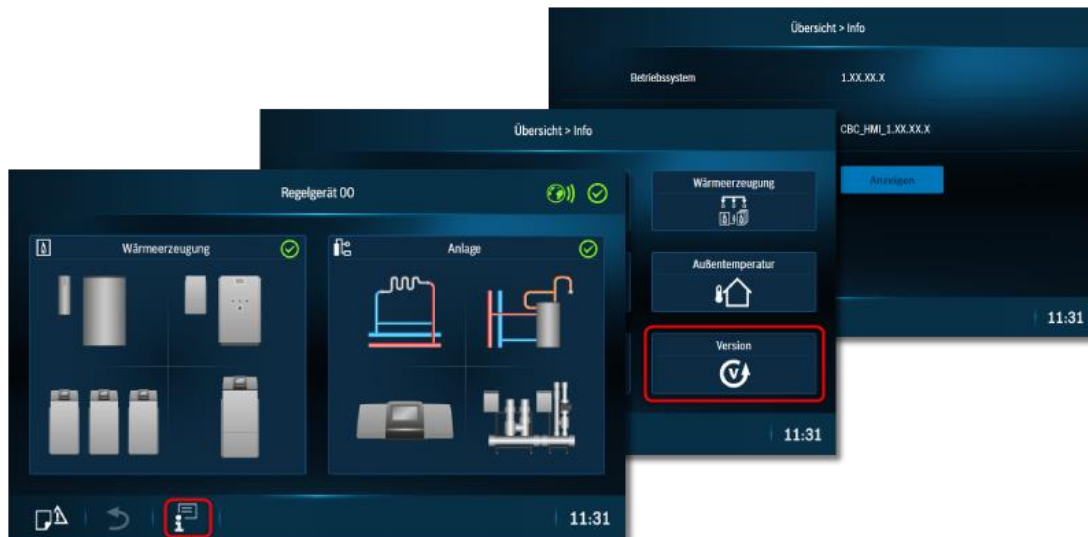 Übersicht > Info
Betriebssystem 1.XX.XX.X
CBC_HMI_1.XX.XX.X
Anzeigen
11:31
Übersicht > Info
Wärmeerzeugung
Außentemperatur
Version
V
11:31
Regelgerät 00
Wärmeerzeugung
Anlage
11:31